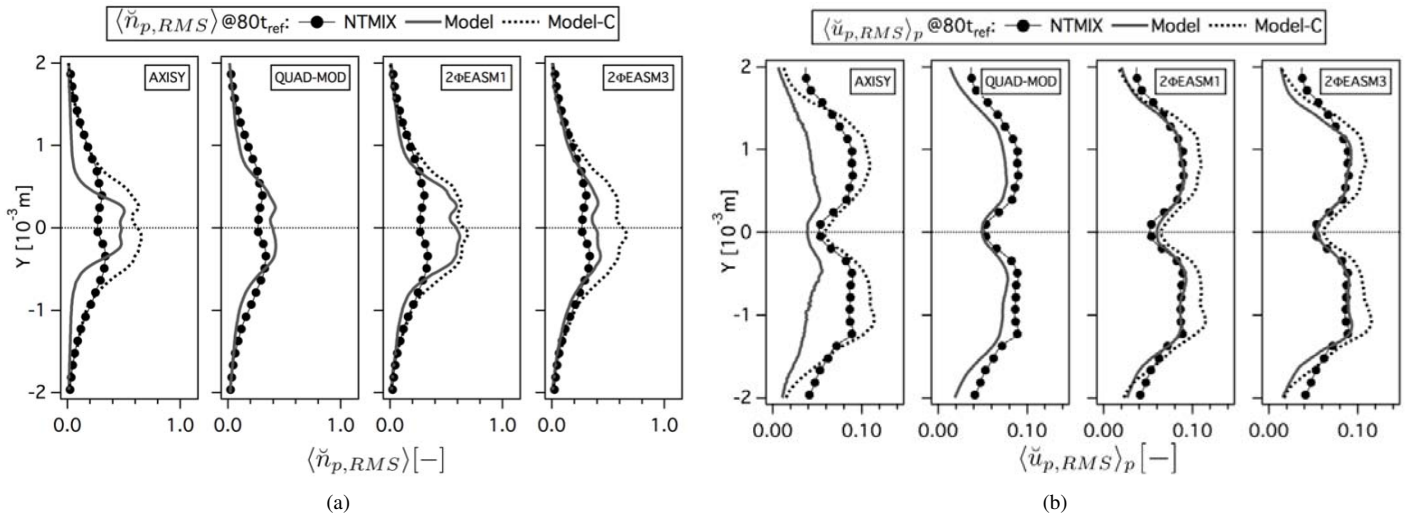 ⟨n̆p,RMS⟩ @80tref: NTMIX Model Model-C
AXISY QUAD-MOD 2ΦEASM1 2ΦEASM3
2
1
0
-1
-2
Y [10⁻³m]
0.0 1.0 0.0 1.0 0.0 1.0 0.0 1.0
⟨n̆p,RMS⟩[−]
(a)
⟨ŭp,RMS⟩p @80tref: NTMIX Model Model-C
AXISY QUAD-MOD 2ΦEASM1 2ΦEASM3
2
1
0
-1
-2
Y [10⁻³m]
0.00 0.10 0.00 0.10 0.00 0.10 0.00 0.10
⟨ŭp,RMS⟩p [−]
(b)